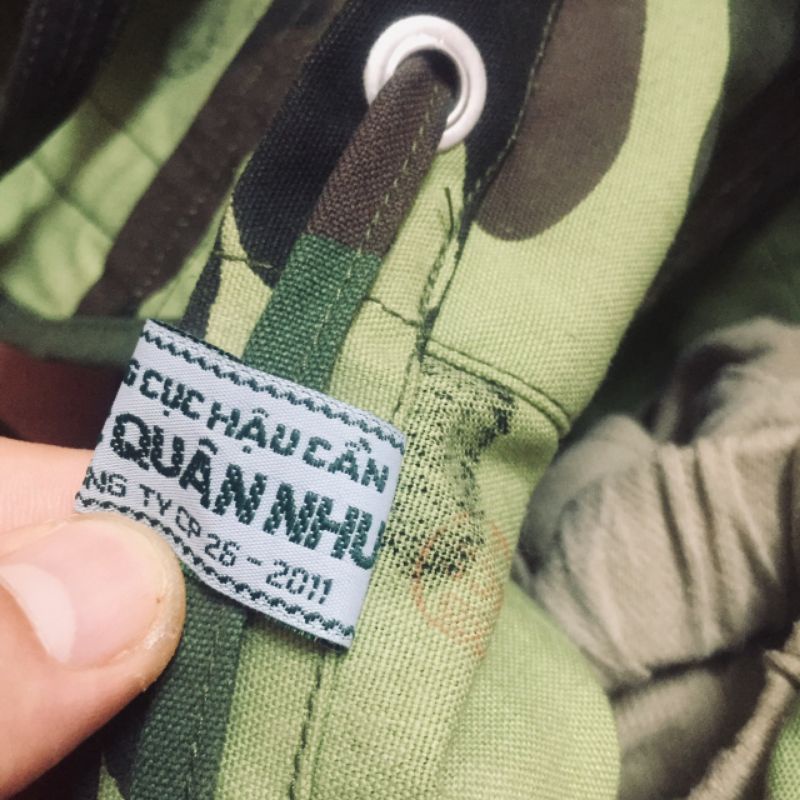 CỤC HẬU CẦN
QUÂN NHU
TY CP 26 - 2011